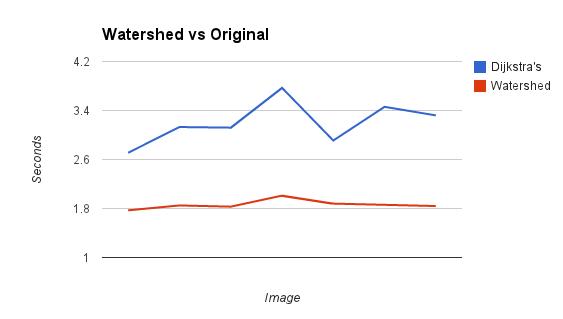 Watershed vs Original
4.2
3.4
2.6
1.8
1
Seconds
Image
Dijkstra's
Watershed